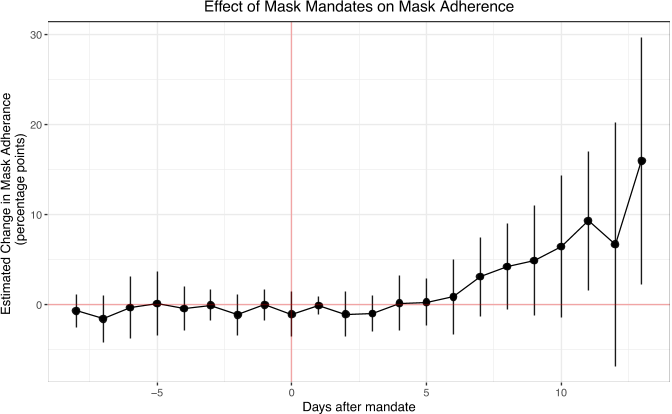 Effect of Mask Mandates on Mask Adherence
Estimated Change in Mask Adherance
(percentage points)
30
20
10
0
−5
0
5
10
Days after mandate